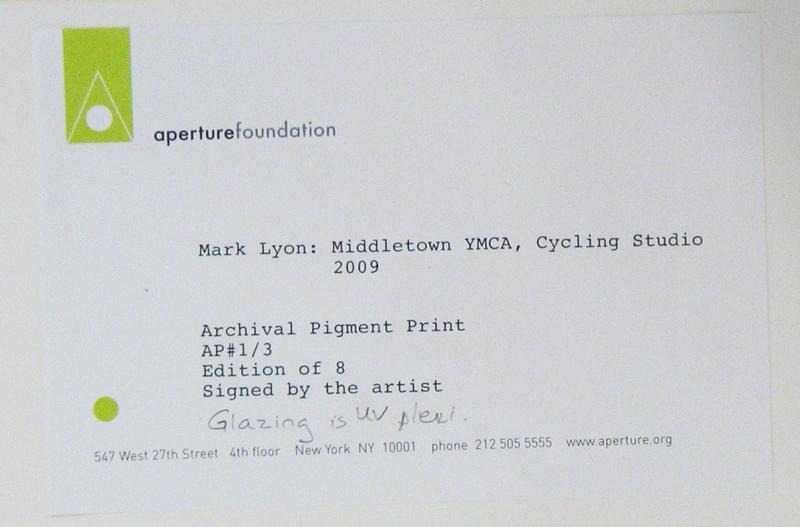 aperturefoundation
Mark Lyon: Middletown YMCA, Cycling Studio
2009
Archival Pigment Print
AP#1/3
Edition of 8
Signed by the artist
Glazing is UV plexi.
547 West 27th Street 4th floor New York NY 10001 phone 212 505 5555 www.aperture.org